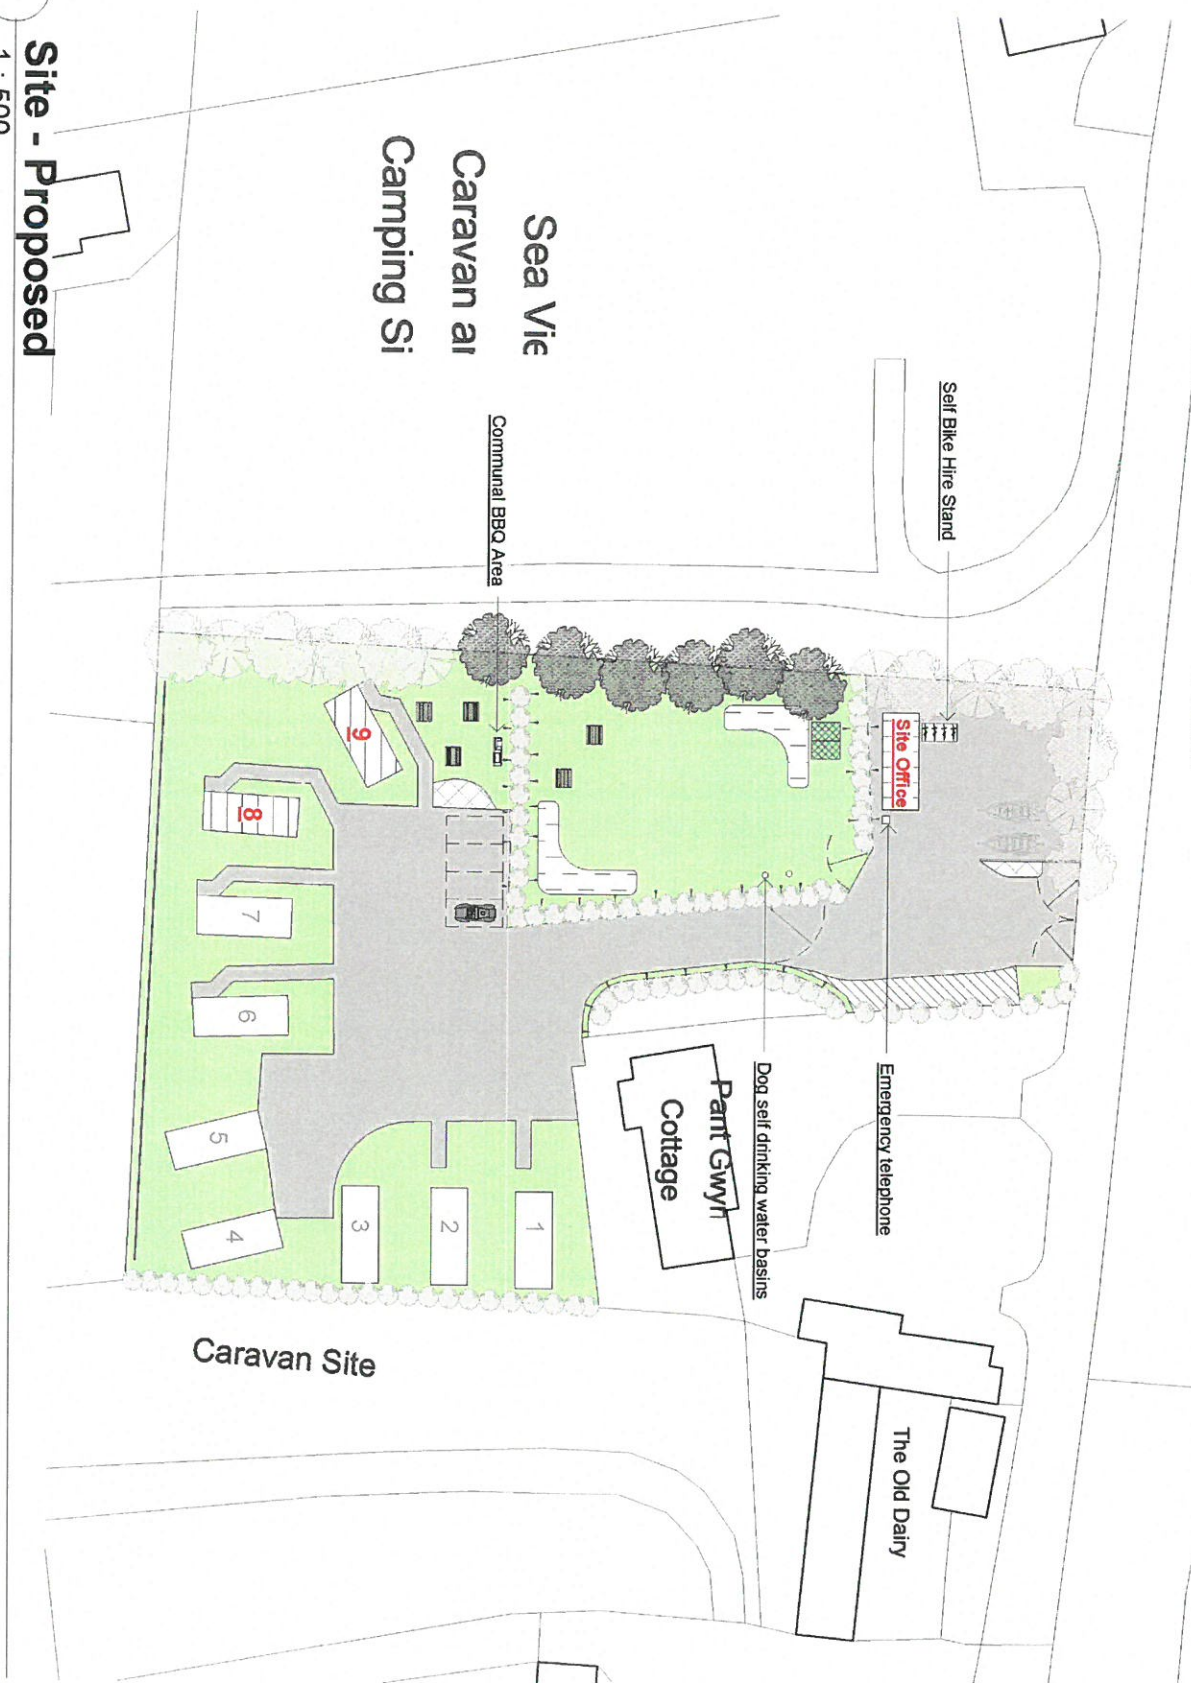 Self Bike Hire Stand
Site Office
Emergency telephone
The Old Dairy
Dog self drinking water basins
Pant Gwyn
Cottage
Sea Vie
Caravan ar
Camping Si
Communal BBQ Area
1
2
3
4
5
6
7
8
9
Caravan Site
Site - Proposed
1 : 500